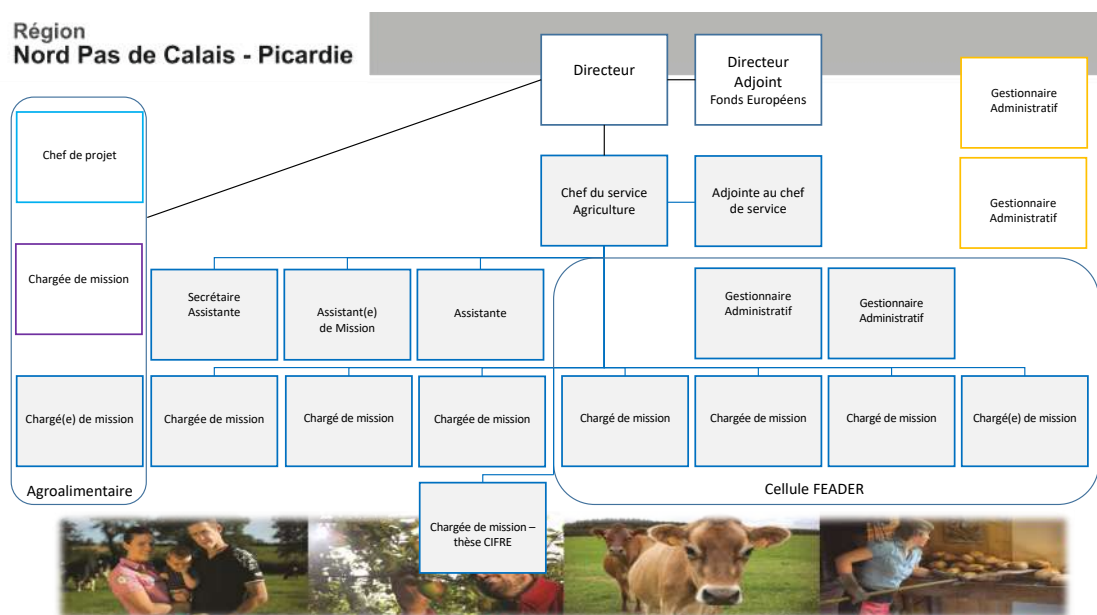 Région
Nord Pas de Calais - Picardie
Directeur
Directeur
Adjoint
Fonds Européens
Gestionnaire
Administratif
Chef de projet
Chef du service
Agriculture
Adjointe au chef
de service
Gestionnaire
Administratif
Chargée de mission
Secrétaire
Assistante
Assistant(e)
de Mission
Assistante
Gestionnaire
Administratif
Gestionnaire
Administratif
Chargé(e) de mission
Chargée de mission
Chargé de mission
Chargée de mission
Chargé de mission
Chargée de mission
Chargé de mission
Chargé(e) de mission
Agroalimentaire
Cellule FEADER
Chargée de mission –
thèse CIFRE